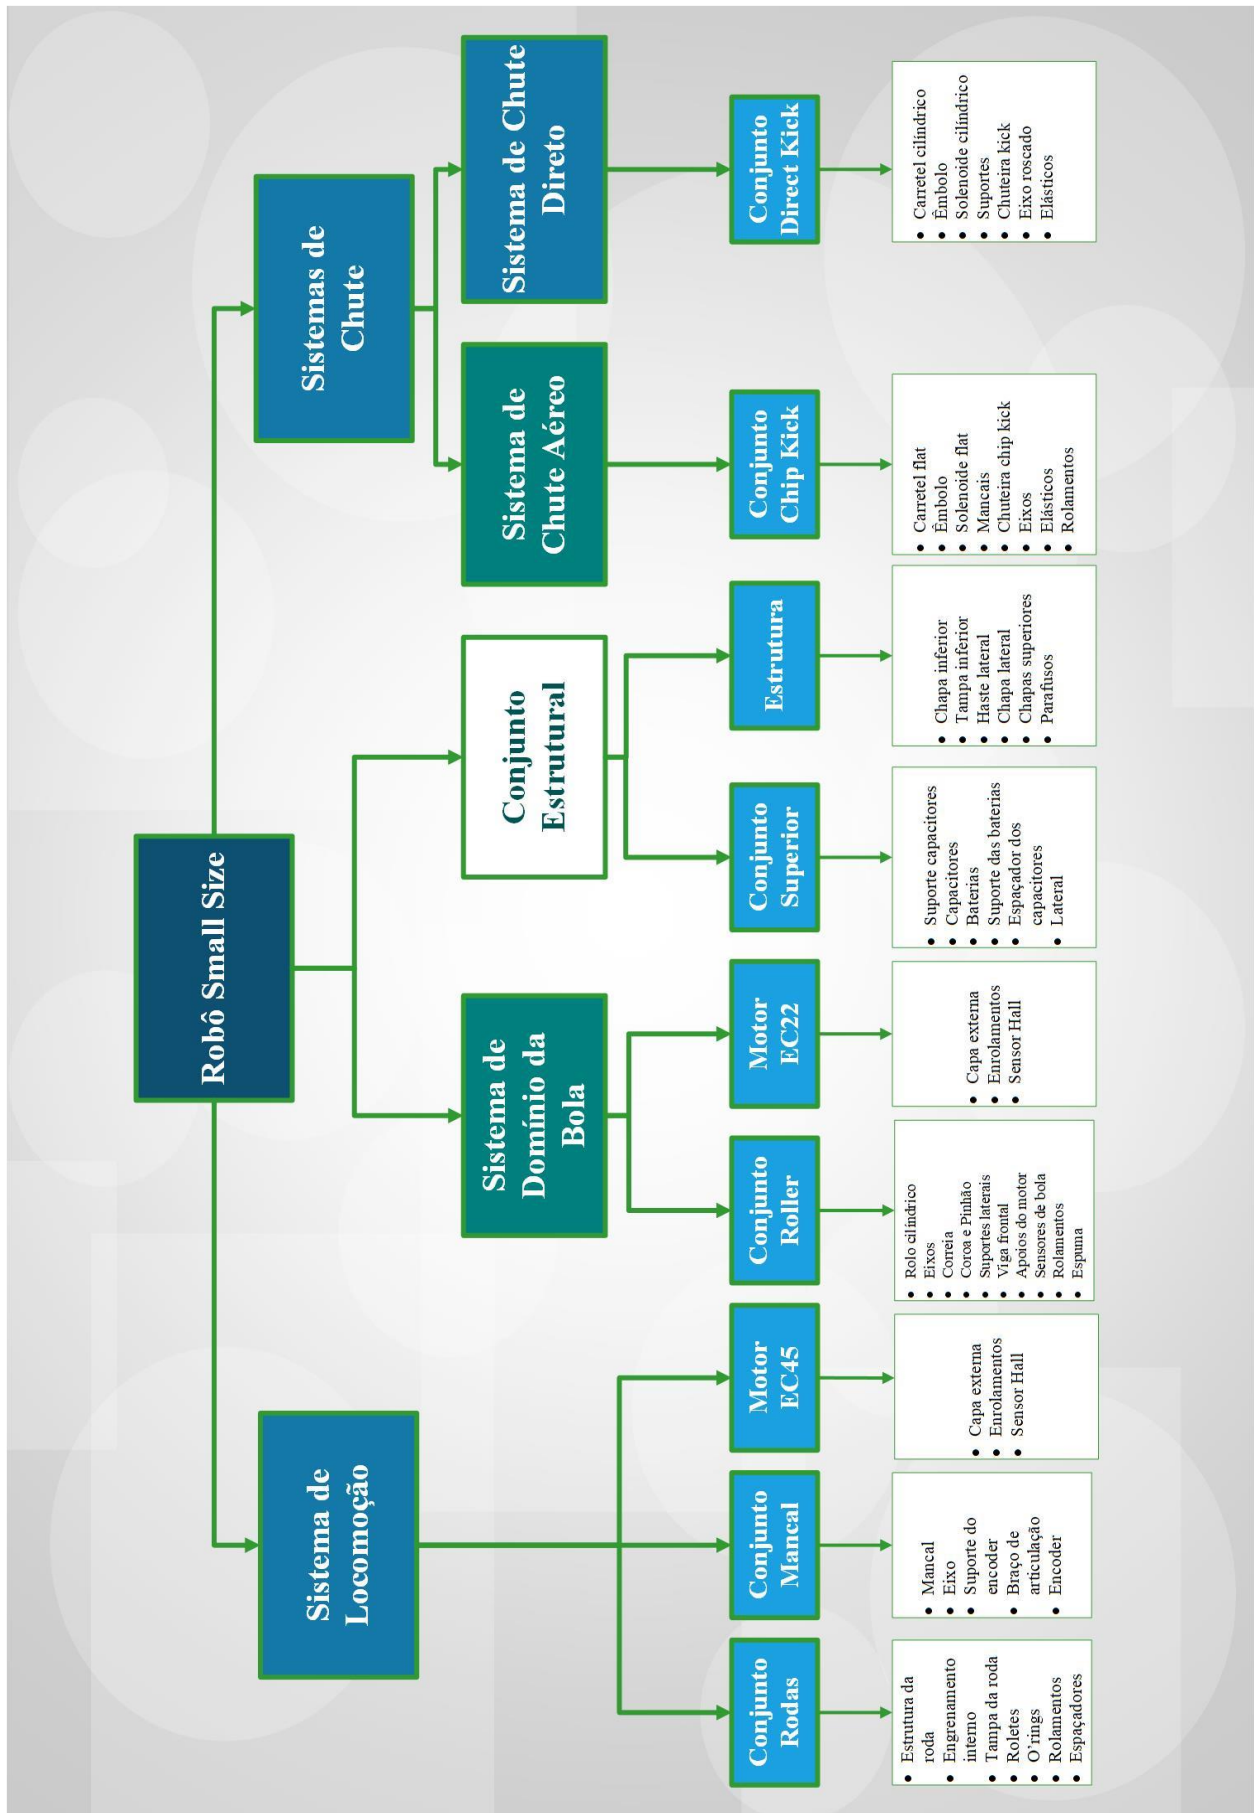 Robô Small Size
Sistema de
Locomoção
Sistemas de
Chute
Sistema de
Domínio da
Bola
Conjunto
Estrutural
Sistema de
Chute Aéreo
Sistema de Chute
Direto
Conjunto
Rodas
Conjunto
Mancal
Motor
EC45
Conjunto
Roller
Motor
EC22
Conjunto
Superior
Estrutura
Conjunto
Chip Kick
Conjunto
Direct Kick
• Estrutura da
roda
• Engrenamento
interno
• Tampa da roda
• Roletes
• O'rings
• Rolamentos
• Espaçadores
• Mancal
• Eixo
• Suporte do
encoder
• Braço de
articulação
• Encoder
• Capa externa
• Enrolamentos
• Sensor Hall
• Rolo cilíndrico
• Eixos
• Correia
• Coroa e Pinhão
• Suportes laterais
• Viga frontal
• Apoios do motor
• Sensores de bola
• Rolamentos
• Espuma
• Capa externa
• Enrolamentos
• Sensor Hall
• Suporte capacitores
• Capacitores
• Baterias
• Suporte das baterias
• Espaçador dos
capacitores
• Lateral
• Chapa inferior
• Tampa inferior
• Haste lateral
• Chapa lateral
• Chapas superiores
• Parafusos
• Carretel flat
• Êmbolo
• Solenoide flat
• Mancais
• Chuteira chip kick
• Eixos
• Elásticos
• Rolamentos
• Carretel cilíndrico
• Êmbolo
• Solenoide cilíndrico
• Suportes
• Chuteira kick
• Eixo roscado
• Elásticos